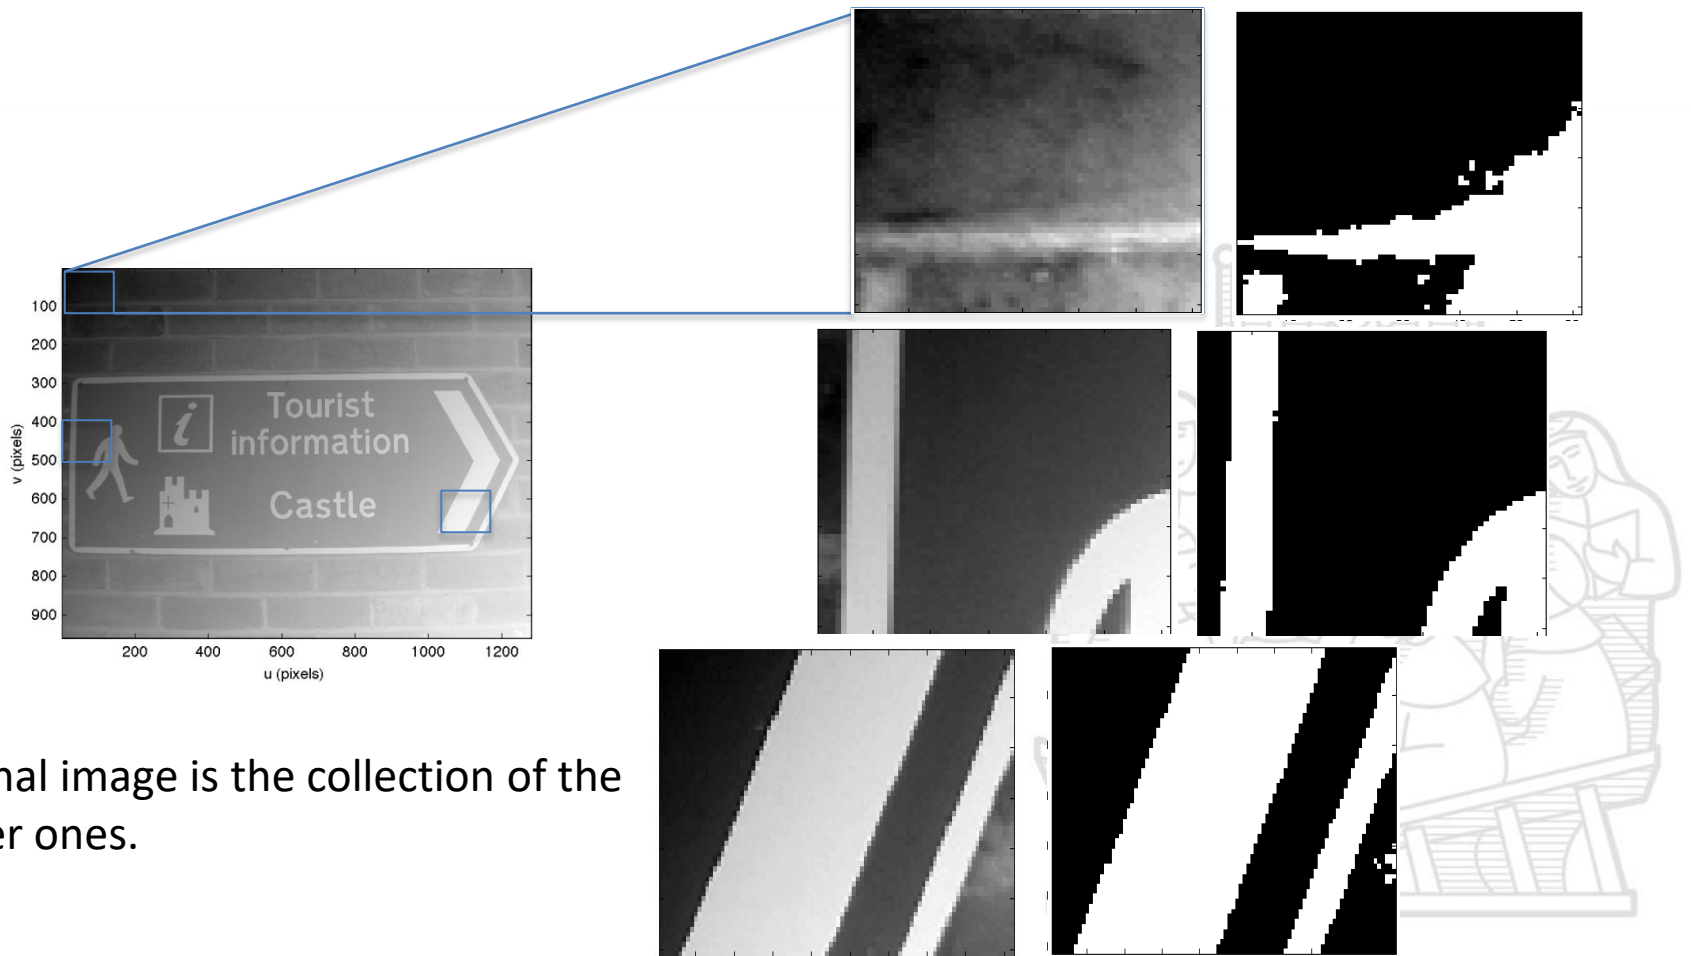 100
200
300
400
500
600
700
800
900
v (pixels)
200
400
600
800
1000
1200
u (pixels)
Tourist
information
Castle
nal image is the collection of the
er ones.